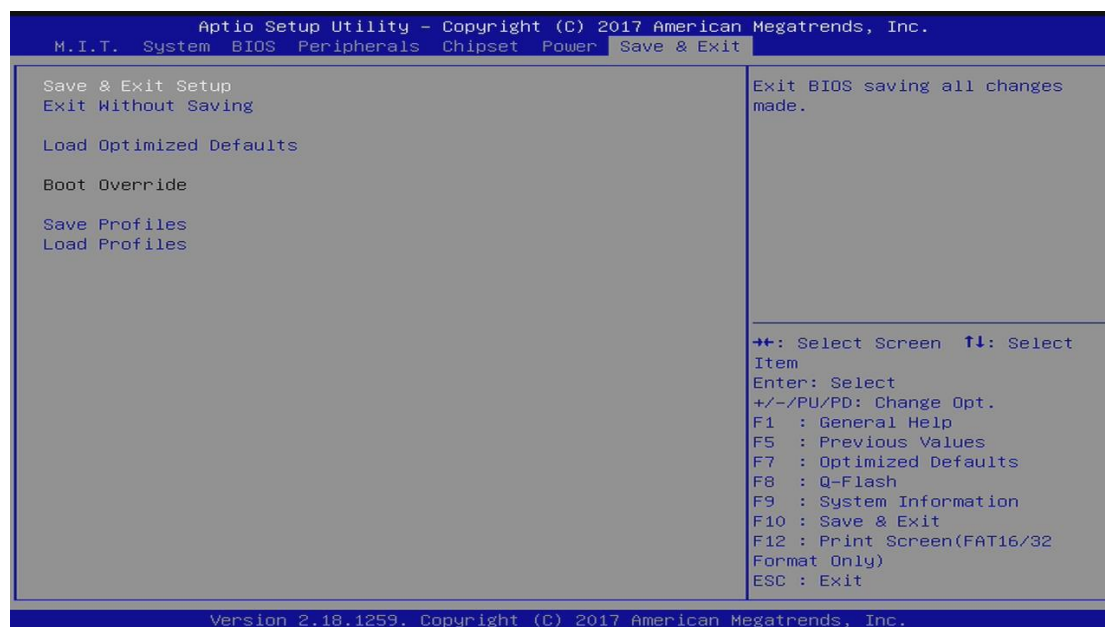 Aptio Setup Utility – Copyright (C) 2017 American Megatrends, Inc.
M.I.T. System BIOS Peripherals Chipset Power Save & Exit
Save & Exit Setup
Exit Without Saving
Load Optimized Defaults
Boot Override
Save Profiles
Load Profiles
Exit BIOS saving all changes
made.
→←: Select Screen ↑↓: Select
Item
Enter: Select
+/-/PU/PD: Change Opt.
F1 : General Help
F5 : Previous Values
F7 : Optimized Defaults
F8 : Q-Flash
F9 : System Information
F10 : Save & Exit
F12 : Print Screen(FAT16/32
Format Only)
ESC : Exit
Version 2.18.1259. Copyright (C) 2017 American Megatrends, Inc.